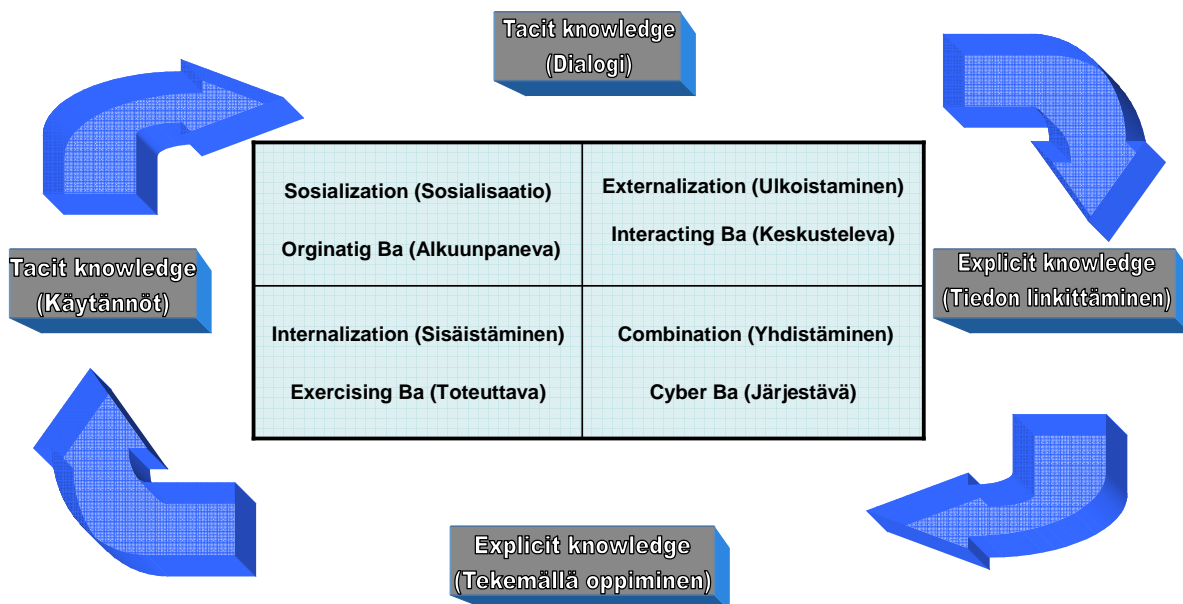 Tacit knowledge
(Dialogi)
Sosialization (Sosialisaatio)
Orginatig Ba (Alkuunpaneva)
Externalization (Ulkoistaminen)
Interacting Ba (Keskusteleva)
Tacit knowledge
(Käytännöt)
Explicit knowledge
(Tiedon linkittäminen)
Internalization (Sisäistäminen)
Exercising Ba (Toteuttava)
Combination (Yhdistäminen)
Cyber Ba (Järjestävä)
Explicit knowledge
(Tekemällä oppiminen)